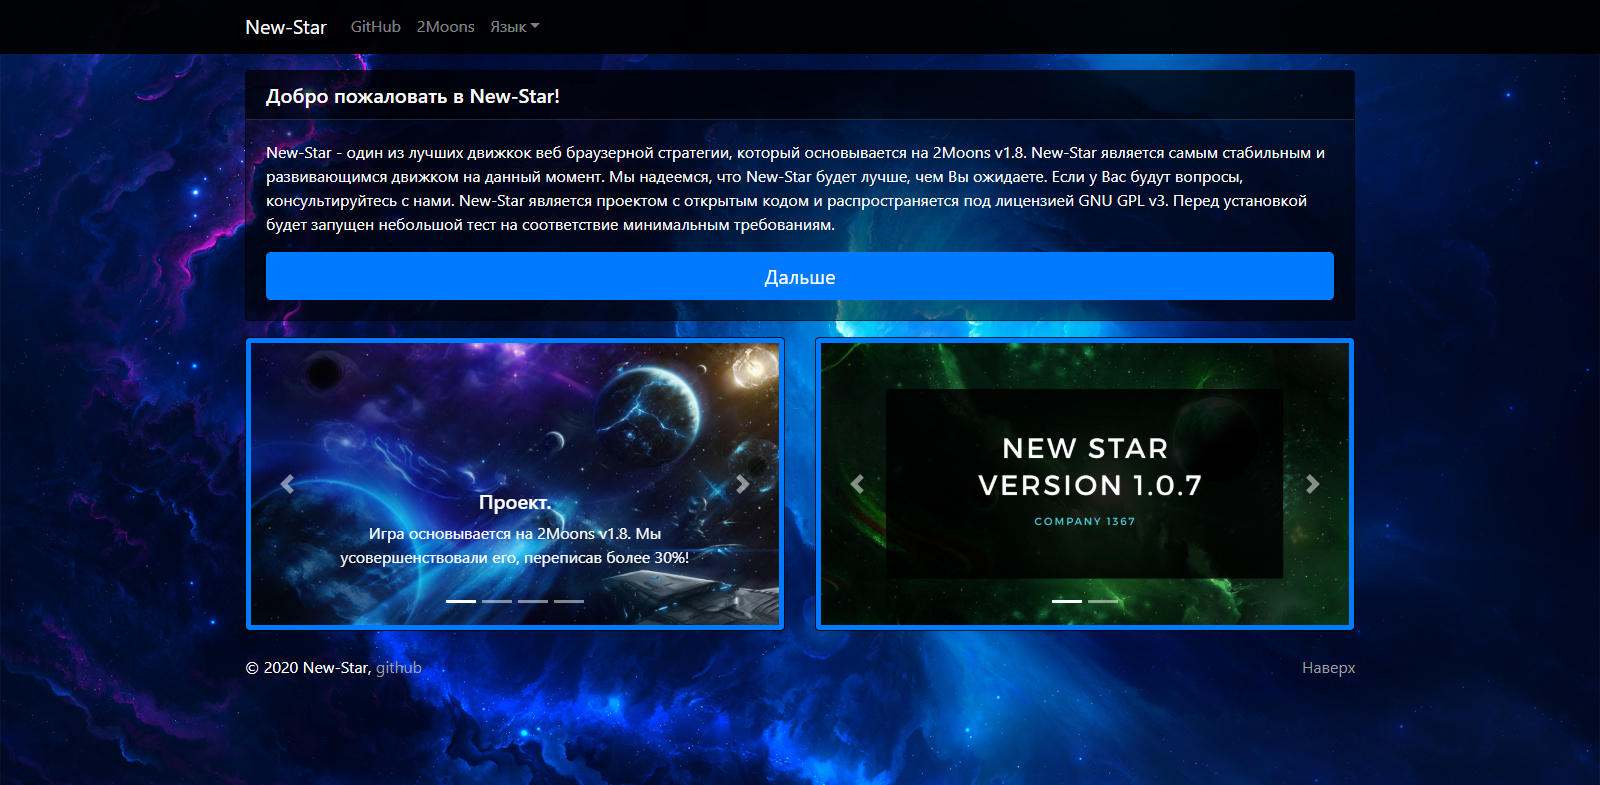 New-Star GitHub 2Moons Язык
Добро пожаловать в New-Star!
New-Star - один из лучших движкок веб браузерной стратегии, который основывается на 2Moons v1.8. New-Star является самым стабильным и
развивающимся движком на данный момент. Мы надеемся, что New-Star будет лучше, чем Вы ожидаете. Если у Вас будут вопросы,
консультируйтесь с нами. New-Star является проектом с открытым кодом и распространяется под лицензией GNU GPL v3. Перед установкой
будет запущен небольшой тест на соответствие минимальным требованиям.
Дальше
Проект.
Игра основывается на 2Moons v1.8. Мы
усовершенствовали его, переписав более 30%!
NEW STAR
VERSION 1.0.7
COMPANY 1367
© 2020 New-Star, github
Наверх